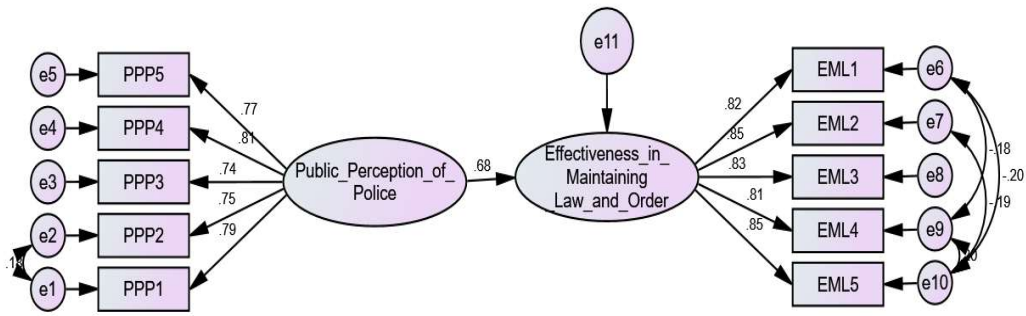 e11
e5
PPP5
EML1
e6
.77
.82
e4
PPP4
.81
EML2
e7
.85
-.18
e3
PPP3
.74
Public_Perception_of_
Police
.68
Effectiveness_in_
Maintaining
_Law_and_Order
.83
EML3
e8
-.20
e2
PPP2
.75
.81
EML4
e9
-.19
e1
PPP1
.79
.85
EML5
e10